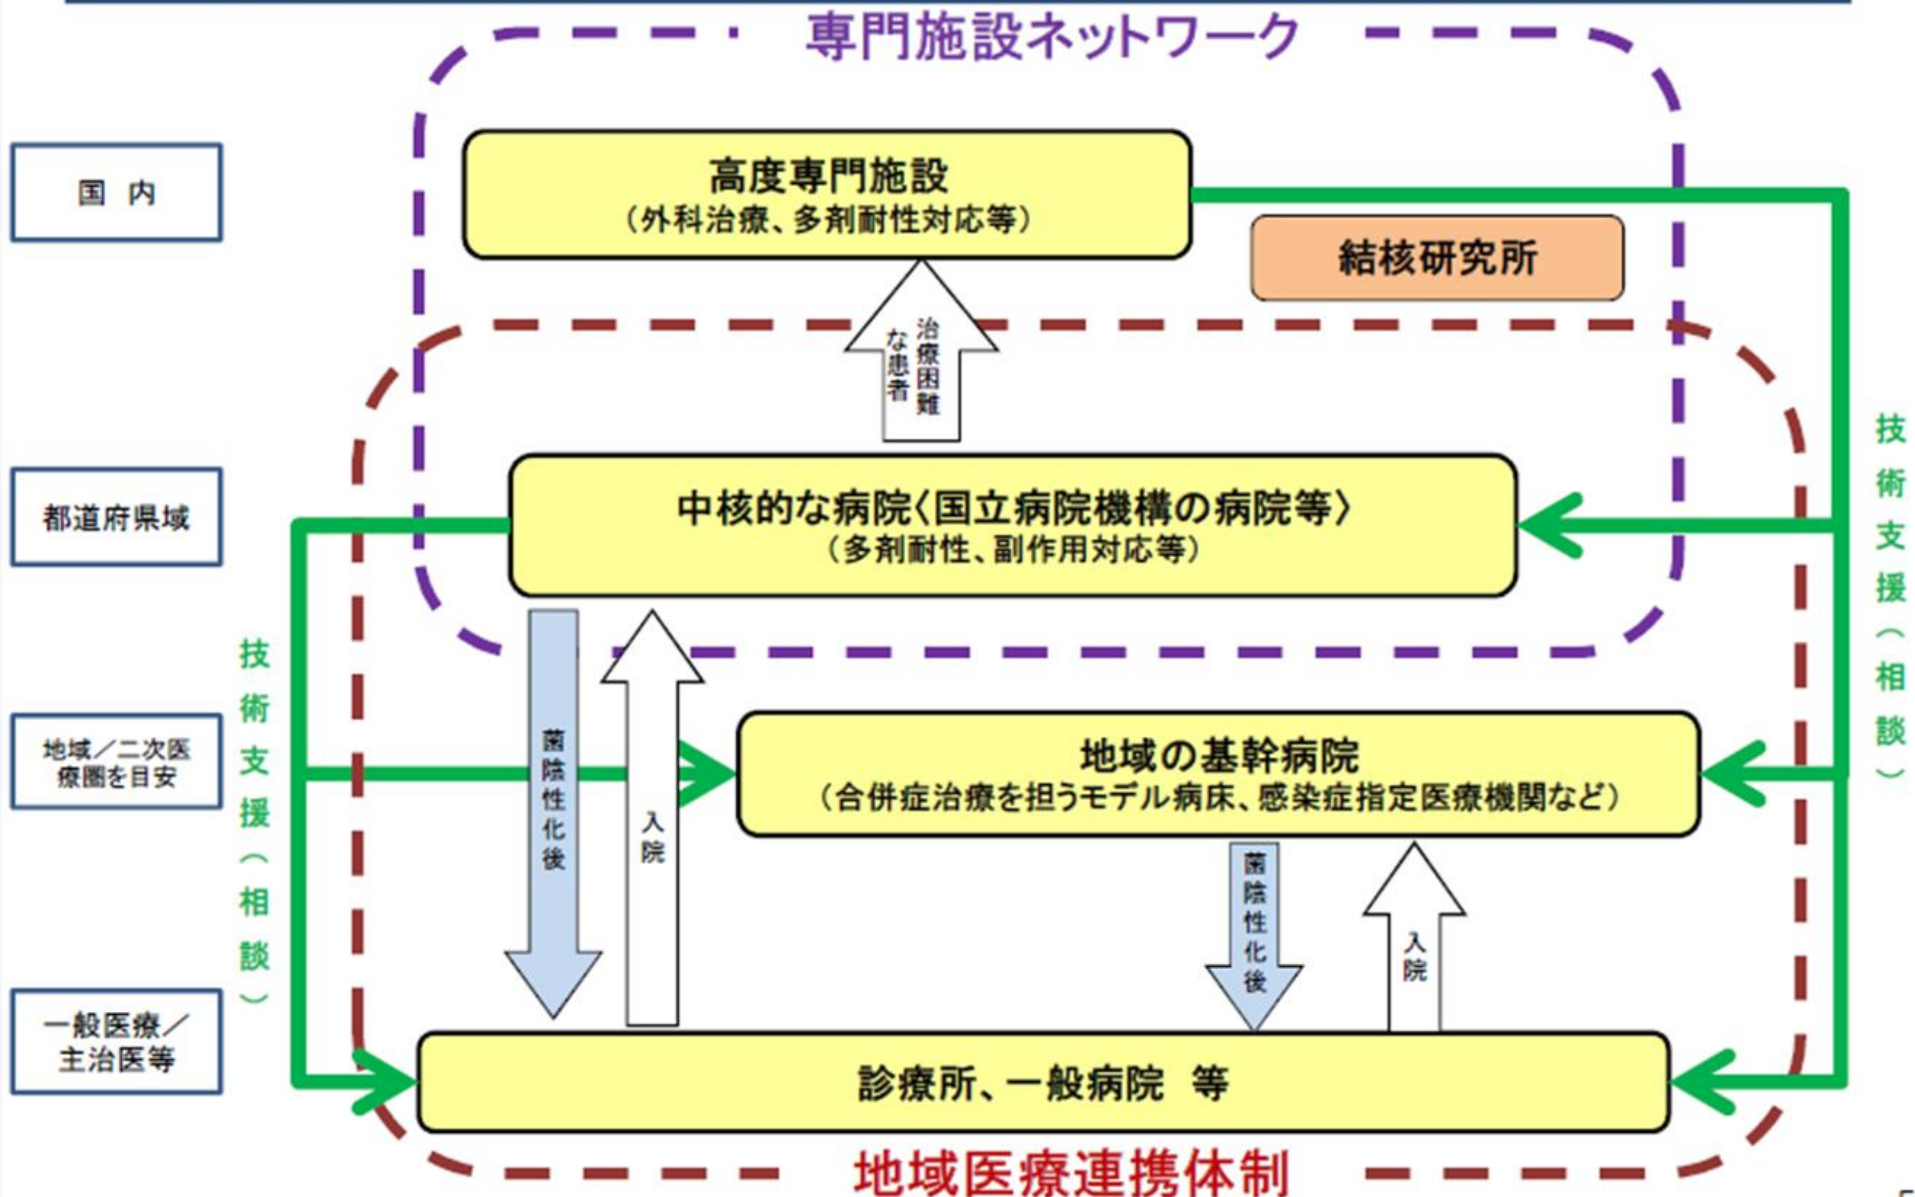 専門施設ネットワーク
国　内
高度専門施設
（外科治療、多剤耐性対応等）
結核研究所
治療困難
な患者
都道府県域
中核的な病院〈国立病院機構の病院等〉
（多剤耐性、副作用対応等）
技術支援（相談）
技術支援（相談）
地域／二次医
療圏を目安
菌陰性化後
入院
地域の基幹病院
（合併症治療を担うモデル病床、感染症指定医療機関など）
菌陰性化後
入院
一般医療／
主治医等
診療所、一般病院　等
地域医療連携体制